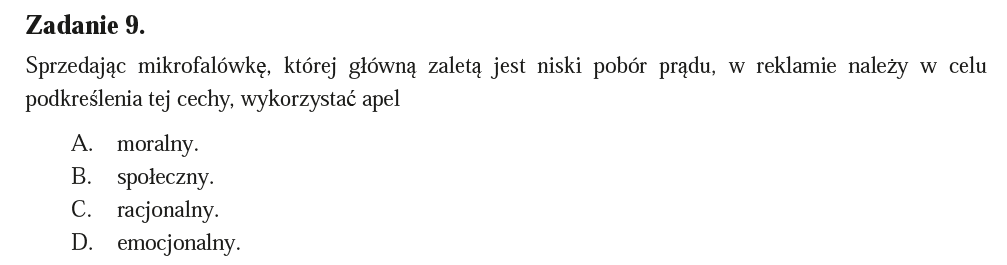 Zadanie 9.
Sprzedając mikrofalówkę, której główną zaletą jest niski pobór prądu, w reklamie należy w celu
podkreślenia tej cechy, wykorzystać apel
A. moralny.
B. społeczny.
C. racjonalny.
D. emocjonalny.